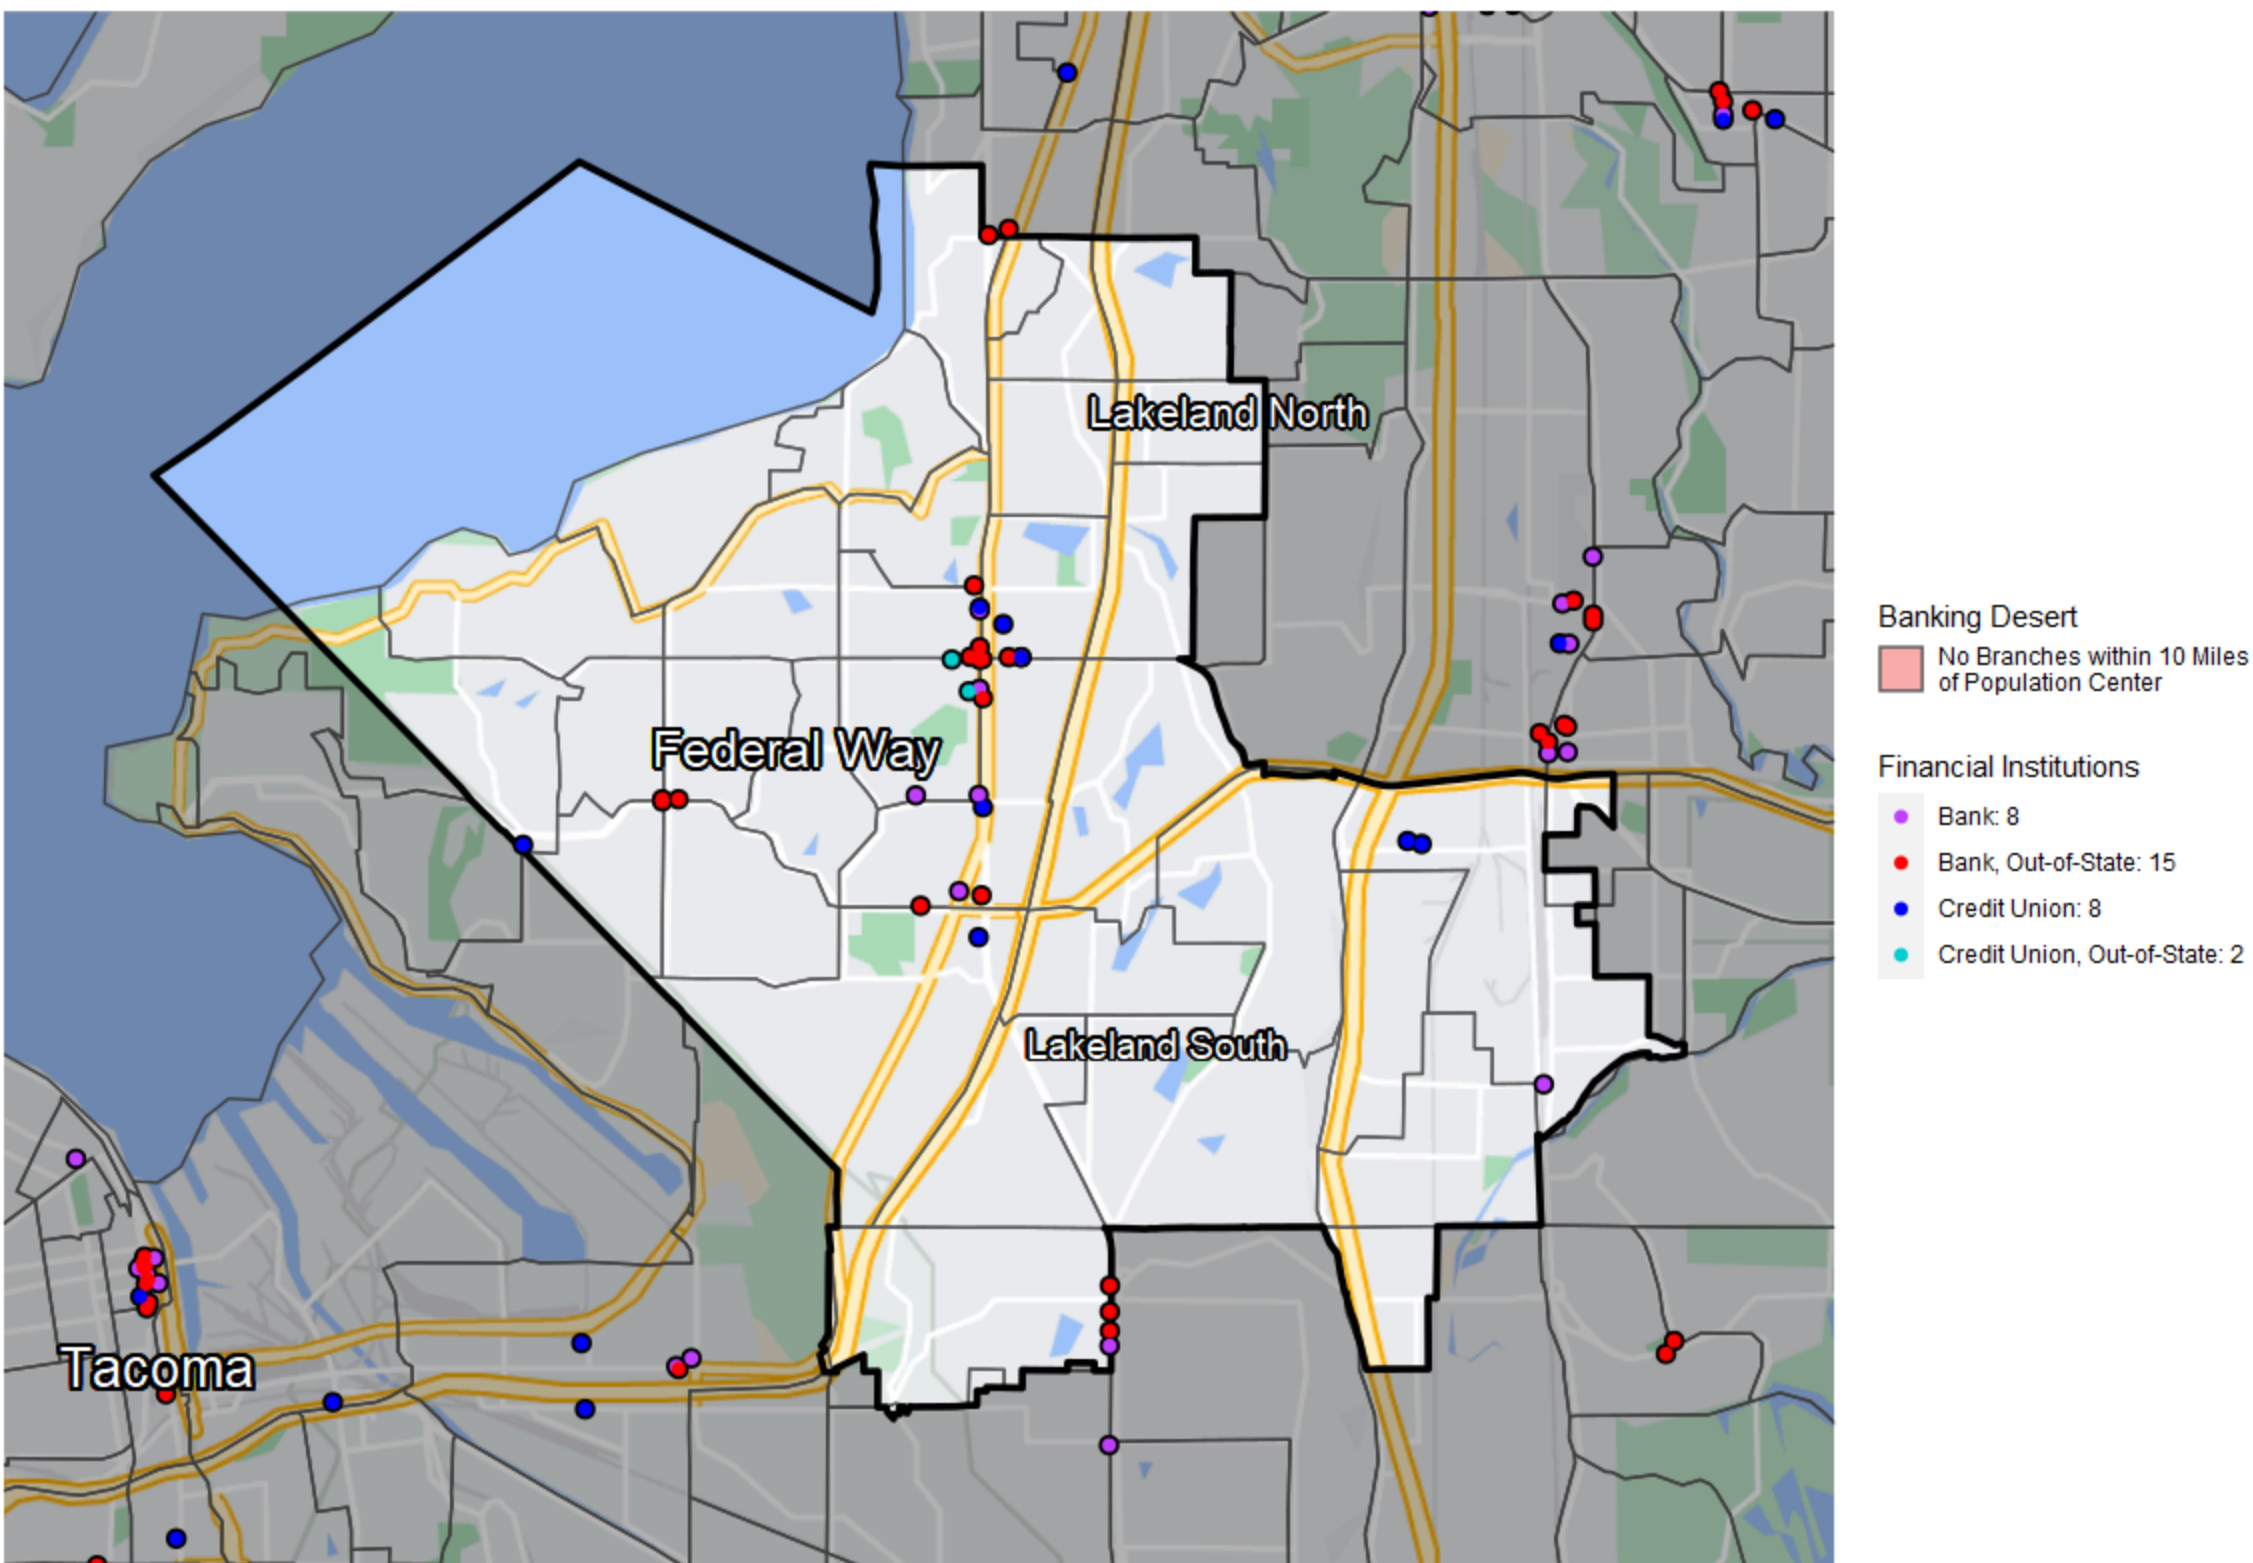 Lakeland North
Federal Way
Lakeland South
Tacoma
Banking Desert
No Branches within 10 Miles
of Population Center
Financial Institutions
Bank: 8
Bank, Out-of-State: 15
Credit Union: 8
Credit Union, Out-of-State: 2